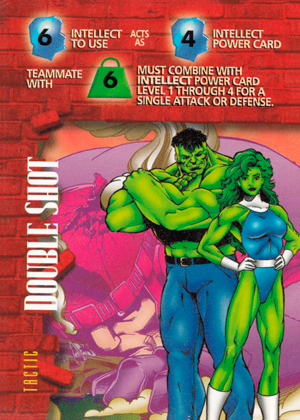 6 INTELLECT TO USE ACTS AS 4 INTELLECT POWER CARD
TEAMMATE WITH 6 MUST COMBINE WITH
INTELLECT POWER CARD
LEVEL 1 THROUGH 4 FOR A
SINGLE ATTACK OR DEFENSE.
DOUBLE SHOT
TACTIC